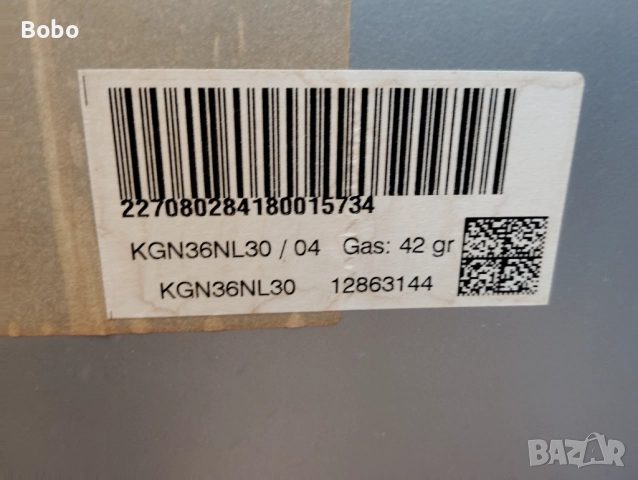 Bobo
227080284180015734
KGN36NL30 / 04 Gas: 42 gr
KGN36NL30 12863144
BAZAR